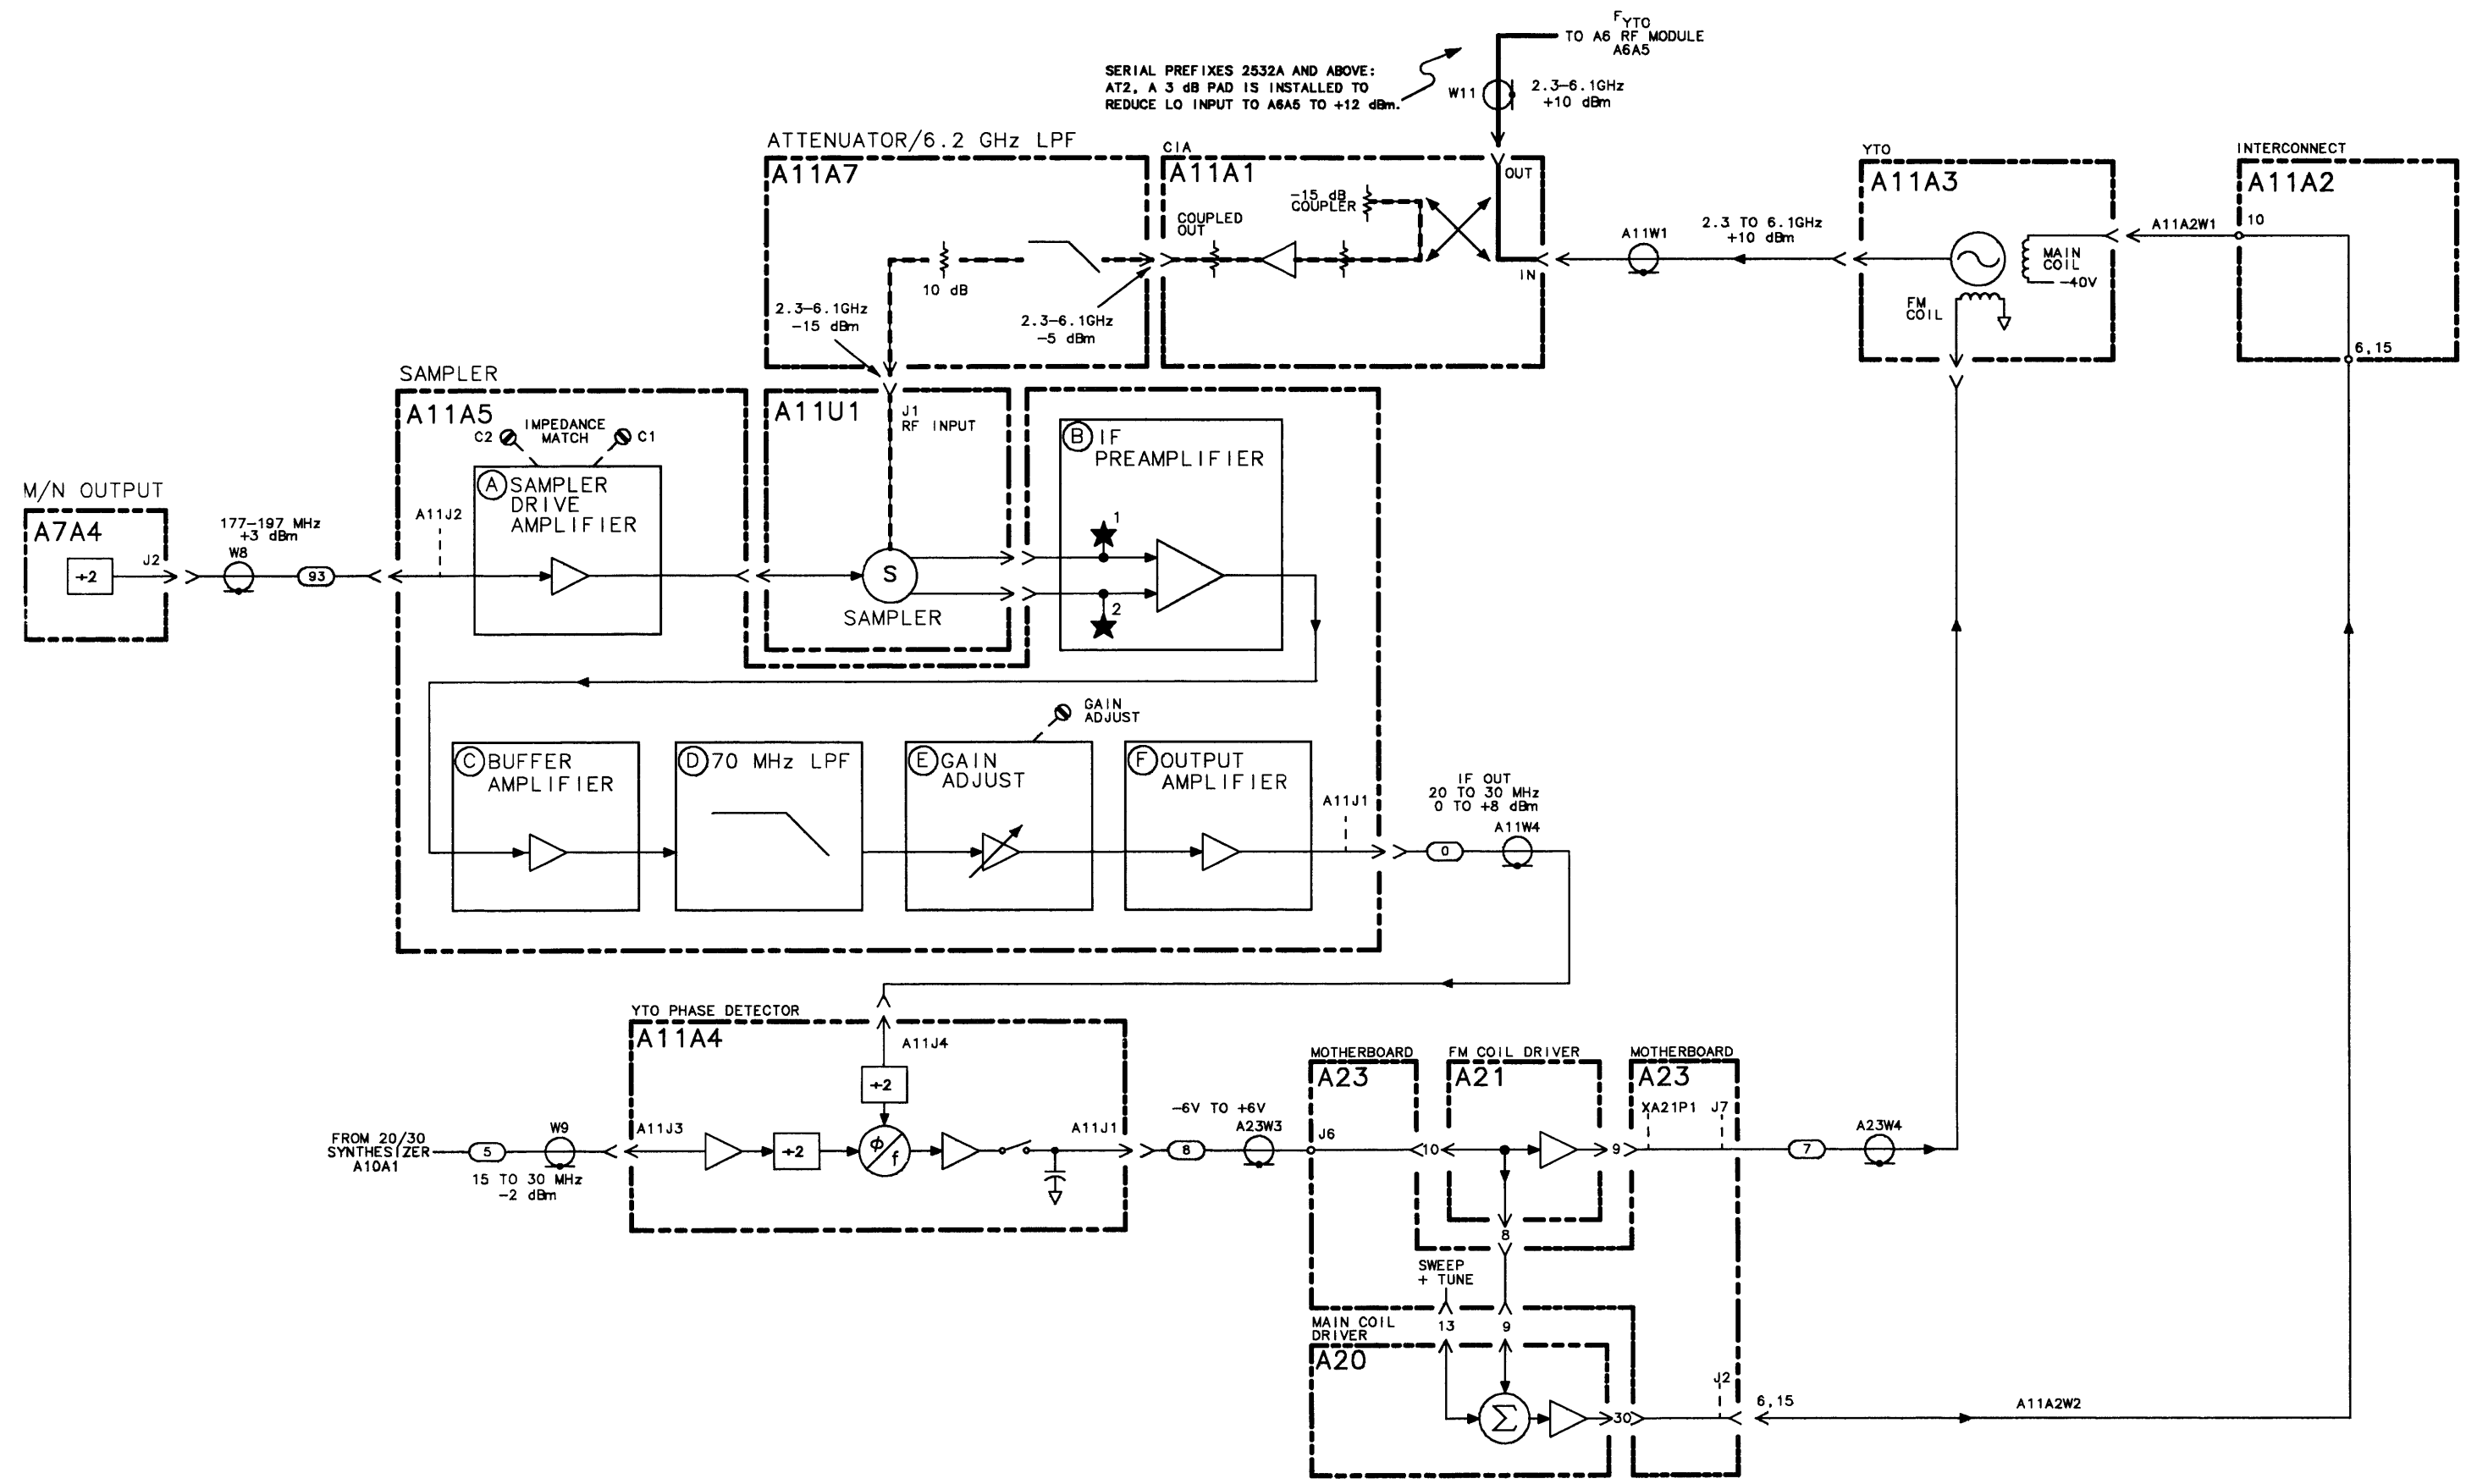 FYTO
TO A6 RF MODULE
A6A5
SERIAL PREFIXES 2532A AND ABOVE:
AT2, A 3 dB PAD IS INSTALLED TO
REDUCE LO INPUT TO A6A5 TO +12 dBm.
W11
2.3-6.1GHz
+10 dBm
ATTENUATOR/6.2 GHz LPF
A11A7
10 dB
2.3-6.1GHz
-15 dBm
2.3-6.1GHz
-5 dBm
CIA
A11A1
OUT
-15 dB
COUPLER
COUPLED
OUT
IN
A11W1
2.3 TO 6.1GHz
+10 dBm
YTO
A11A3
MAIN
COIL
-40V
FM
COIL
A11A2W1
INTERCONNECT
A11A2
10
6,15
SAMPLER
A11A5
IMPEDANCE
MATCH
C2
C1
A11U1
J1
RF INPUT
S
SAMPLER
B IF
PREAMPLIFIER
1
2
M/N OUTPUT
A7A4
÷2
J2
177-197 MHz
+3 dBm
W8
93
A11J2
A SAMPLER
DRIVE
AMPLIFIER
GAIN
ADJUST
C BUFFER
AMPLIFIER
D 70 MHz LPF
E GAIN
ADJUST
F OUTPUT
AMPLIFIER
A11J1
IF OUT
20 TO 30 MHz
0 TO +8 dBm
0
A11W4
YTO PHASE DETECTOR
A11A4
A11J4
÷2
FROM 20/30
SYNTHESIZER
A10A1
5
W9
15 TO 30 MHz
-2 dBm
A11J3
÷2
φ/f
A11J1
-6V TO +6V
8
A23W3
MOTHERBOARD
A23
J6
10
FM COIL DRIVER
A21
9
8
MOTHERBOARD
A23
XA21P1
J7
7
A23W4
SWEEP
+ TUNE
13
9
MAIN COIL
DRIVER
A20
Σ
30
J2
6,15
A11A2W2